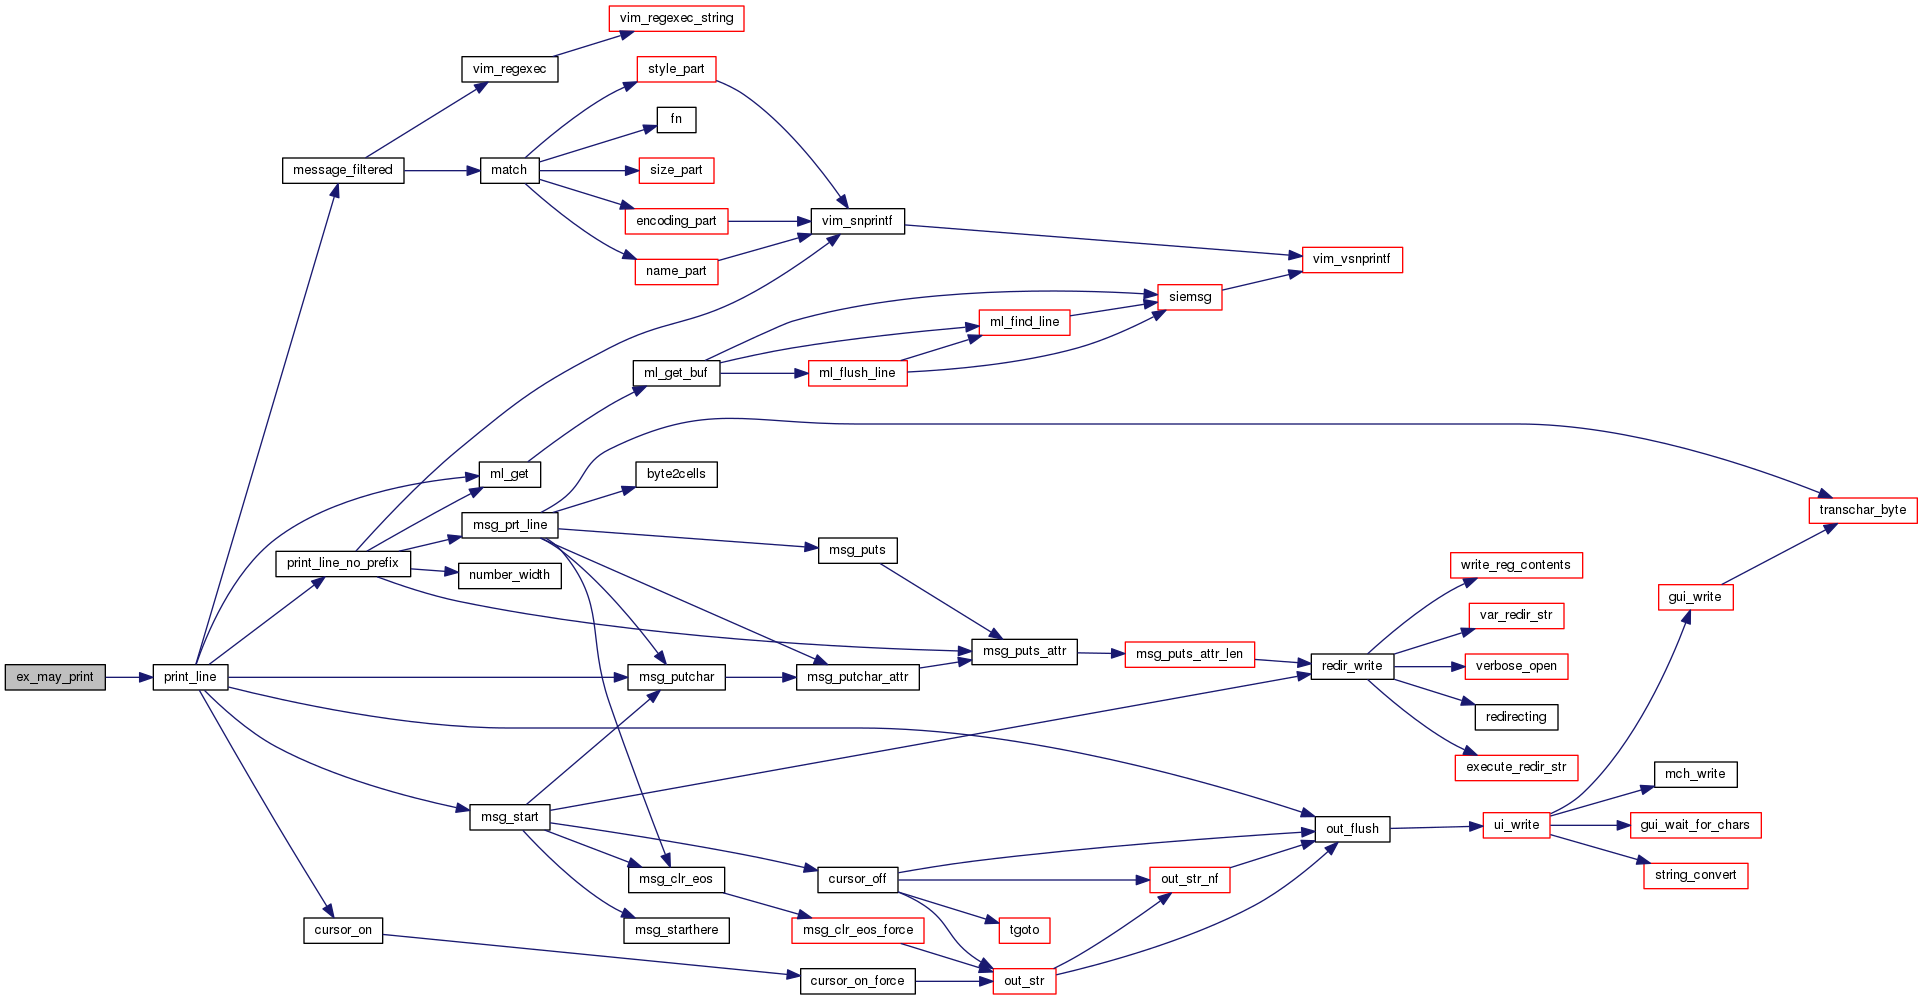 vim_regexec_string
vim_regexec
style_part
fn
message_filtered
match
size_part
encoding_part
vim_snprintf
name_part
vim_vsnprintf
siemsg
ml_find_line
ml_get_buf
ml_flush_line
ml_get
byte2cells
transchar_byte
msg_prt_line
msg_puts
print_line_no_prefix
number_width
write_reg_contents
gui_write
var_redir_str
msg_puts_attr
msg_puts_attr_len
redir_write
verbose_open
ex_may_print
print_line
msg_putchar
msg_putchar_attr
redirecting
execute_redir_str
mch_write
msg_start
out_flush
ui_write
gui_wait_for_chars
msg_clr_eos
cursor_off
out_str_nf
string_convert
cursor_on
msg_starthere
msg_clr_eos_force
tgoto
cursor_on_force
out_str